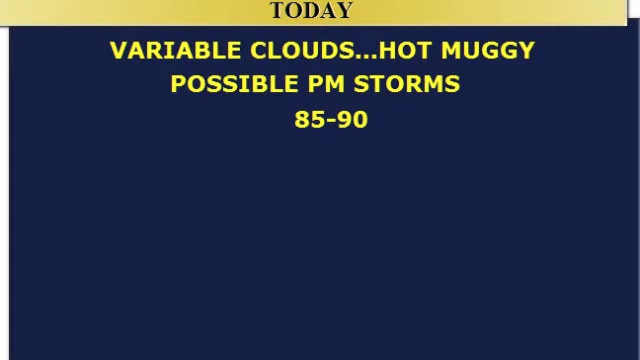 TODAY
VARIABLE CLOUDS...HOT MUGGY
POSSIBLE PM STORMS
85-90